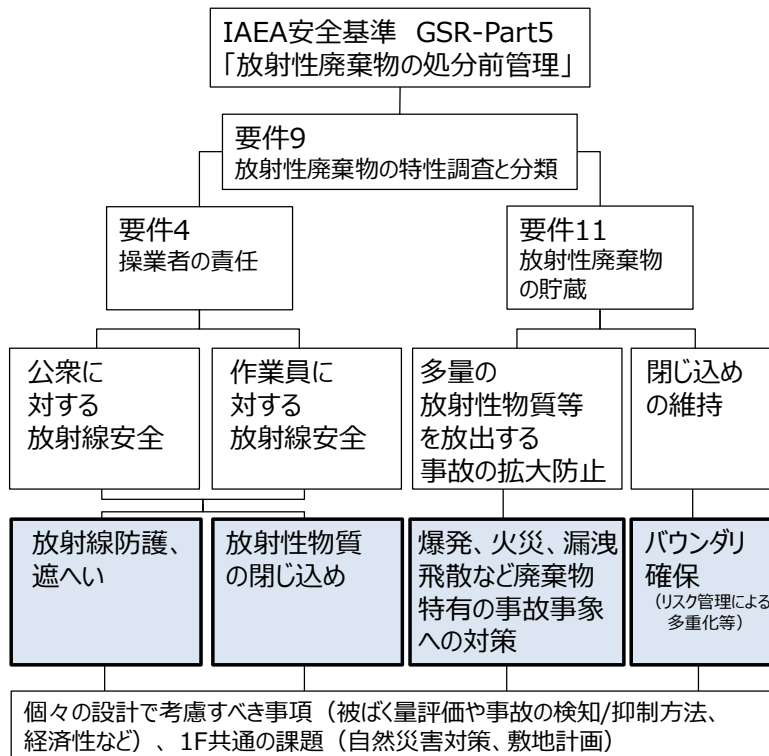 IAEA安全基準 GSR-Part5
「放射性廃棄物の処分前管理」
要件9
放射性廃棄物の特性調査と分類
要件4
操業者の責任
要件11
放射性廃棄物
の貯蔵
公衆に
対する
放射線安全
作業員に
対する
放射線安全
多量の
放射性物質等
を放出する
事故の拡大防止
閉じ込め
の維持
放射線防護、
遮へい
放射性物質
の閉じ込め
爆発、火災、漏洩
飛散など廃棄物
特有の事故事象
への対策
バウンダリ
確保
（リスク管理による
多重化等）
個々の設計で考慮すべき事項（被ばく量評価や事故の検知/抑制方法、
経済性など）、1F共通の課題（自然災害対策、敷地計画）